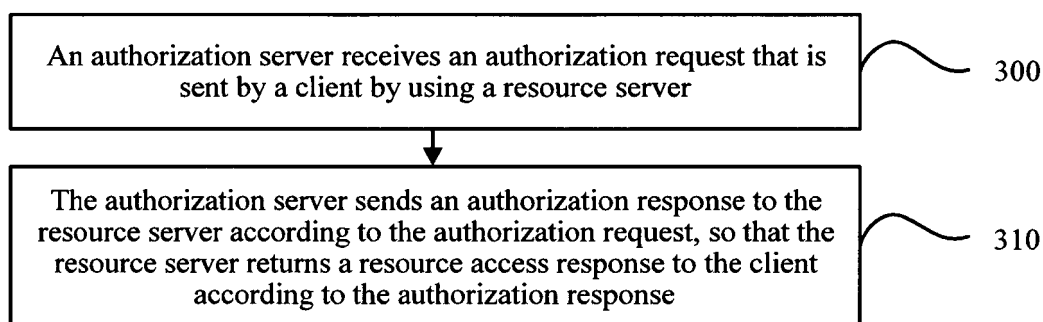 An authorization server receives an authorization request that is
sent by a client by using a resource server
300
The authorization server sends an authorization response to the
resource server according to the authorization request, so that the
resource server returns a resource access response to the client
according to the authorization response
310